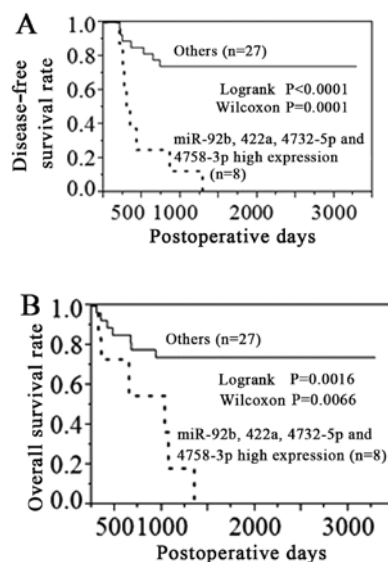 A
Disease-free
survival rate
1.0
0.8
0.6
0.4
0.2
0.0
Others (n=27)
Logrank P<0.0001
Wilcoxon P=0.0001
miR-92b, 422a, 4732-5p and
4758-3p high expression
(n=8)
500 1000 2000 3000
Postoperative days
B
Overall survival rate
1.0
0.8
0.6
0.4
0.2
0.0
Others (n=27)
Logrank P=0.0016
Wilcoxon P=0.0066
miR-92b, 422a, 4732-5p and
4758-3p high expression (n=8)
500 1000 2000 3000
Postoperative days